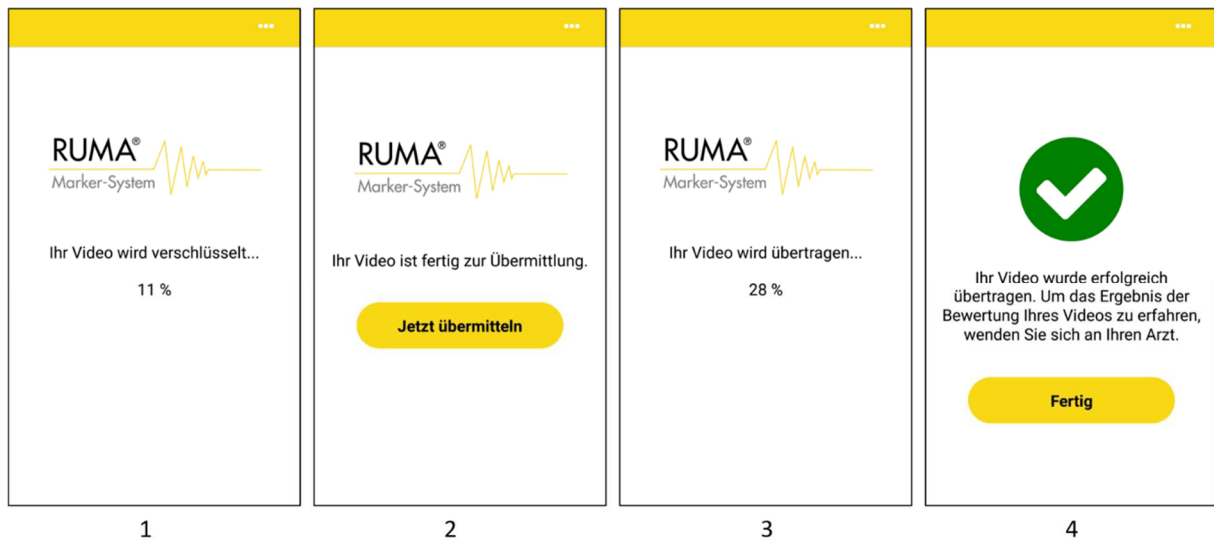 RUMA®
Marker-System
Ihr Video wird verschlüsselt...
11 %
1
RUMA®
Marker-System
Ihr Video ist fertig zur Übermittlung.
Jetzt übermitteln
2
RUMA®
Marker-System
Ihr Video wird übertragen...
28 %
3
Ihr Video wurde erfolgreich
übertragen. Um das Ergebnis der
Bewertung Ihres Videos zu erfahren,
wenden Sie sich an Ihren Arzt.
Fertig
4